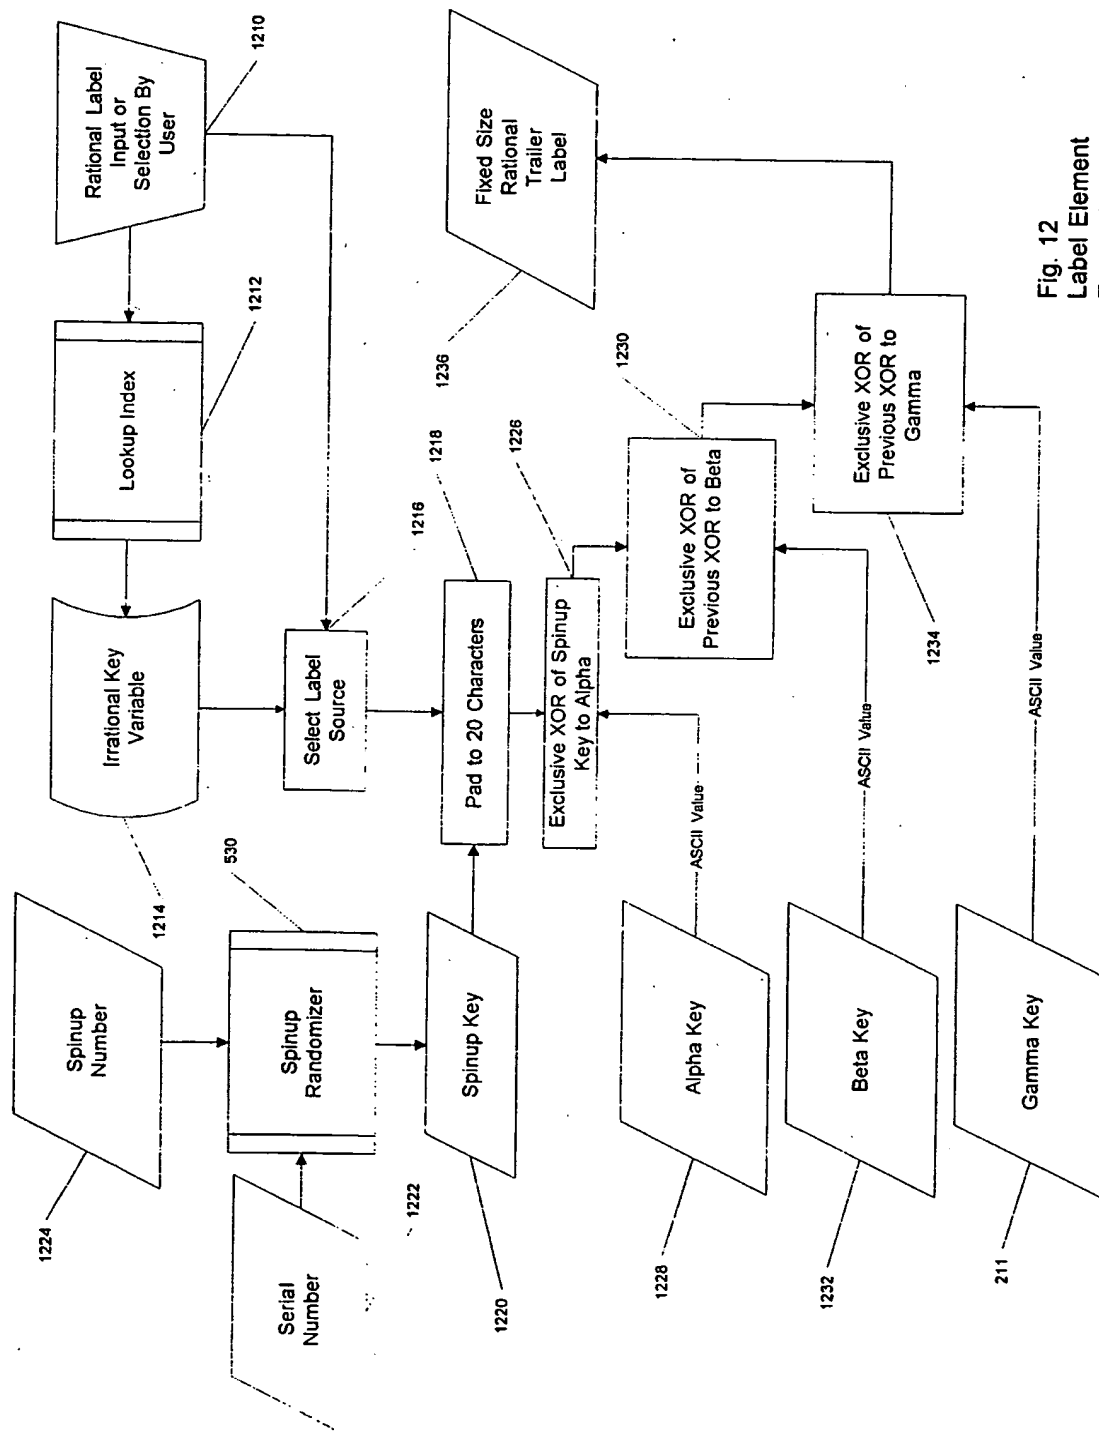 1224
Spinup
Number
1214
Irrational Key
Variable
Lookup Index
1212
Rational Label
Input or
Selection By
User
1210
Serial
Number
1222
Spinup
Randomizer
530
Select Label
Source
1216
1220
Spinup Key
Pad to 20 Characters
1218
Exclusive XOR of Spinup
Key to Alpha
1226
1236
Fixed Size
Rational
Trailer
Label
1228
Alpha Key
ASCII Value
Exclusive XOR of
Previous XOR to Beta
1230
1232
Beta Key
ASCII Value
1234
Exclusive XOR of
Previous XOR to
Gamma
211
Gamma Key
ASCII Value
Fig. 12
Label Element